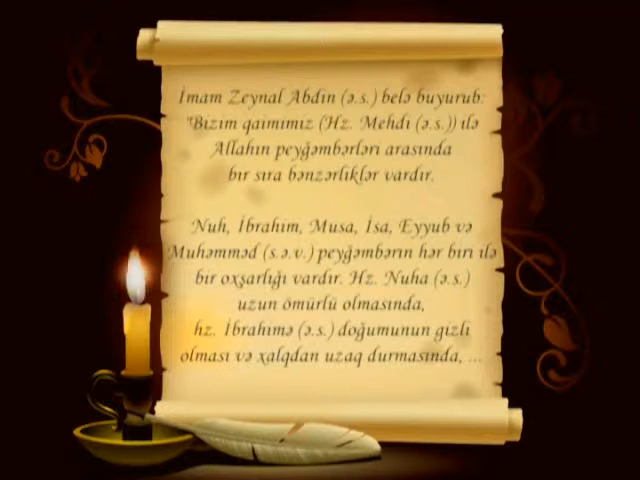 İmam Zeynal Abdin (ə.s.) belə buyurub:
"Bizim qaimimiz (Hz. Mehdi (ə.s.)) ilə
Allahın peyğəmbərləri arasında
bir sıra bənzərliklər vardır.
Nuh, İbrahim, Musa, İsa, Eyyub və
Muhəmməd (s.ə.v.) peyğəmbərin hər biri ilə
bir oxşarlığı vardır. Hz. Nuha (ə.s.)
uzun ömürlü olmasında,
hz. İbrahimə (ə.s.) doğumunun gizli
olması və xalqdan uzaq durmasında, ...